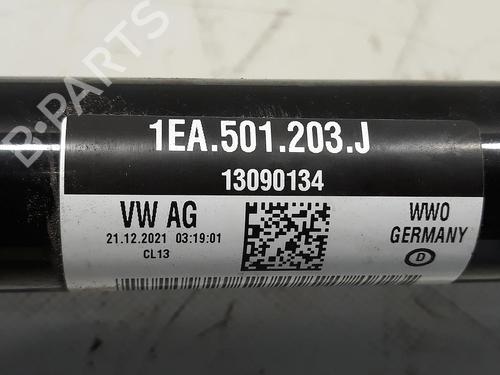 B-PARTS
1EA.501.203.J
13090134
VW AG
21.12.2021 03:19:01
CL13
WWO
GERMANY
D